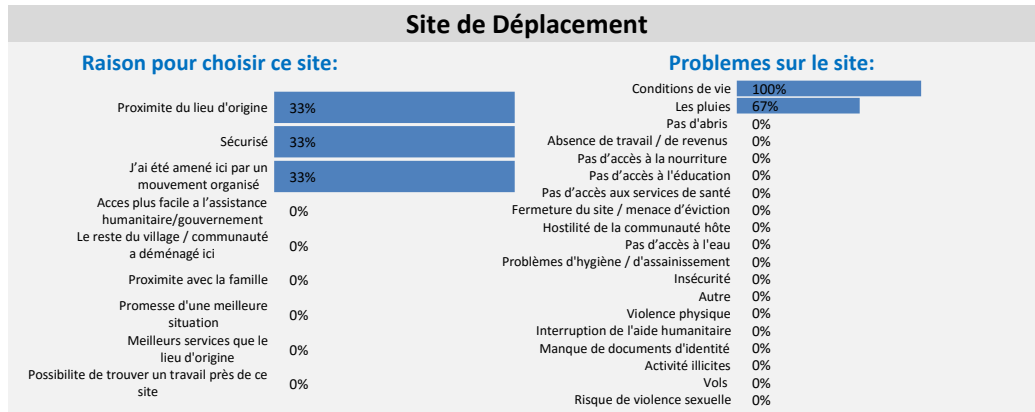 Site de Déplacement
Raison pour choisir ce site:
Proximite du lieu d'origine 33%
Sécurisé 33%
J'ai été amené ici par un
mouvement organisé 33%
Acces plus facile a l’assistance
humanitaire/gouvernement 0%
Le reste du village / communauté
a déménagé ici 0%
Proximite avec la famille 0%
Promesse d'une meilleure
situation 0%
Meilleurs services que le
lieu d'origine 0%
Possibilite de trouver un travail près de ce
site 0%
Problemes sur le site:
Conditions de vie 100%
Les pluies 67%
Pas d'abris 0%
Absence de travail / de revenus 0%
Pas d’accès à la nourriture 0%
Pas d’accès à l'éducation 0%
Pas d’accès aux services de santé 0%
Fermeture du site / menace d’éviction 0%
Hostilité de la communauté hôte 0%
Pas d’accès à l'eau 0%
Problèmes d'hygiène / d'assainissement 0%
Insécurité 0%
Autre 0%
Violence physique 0%
Interruption de l'aide humanitaire 0%
Manque de documents d'identité 0%
Activité illicites 0%
Vols 0%
Risque de violence sexuelle 0%